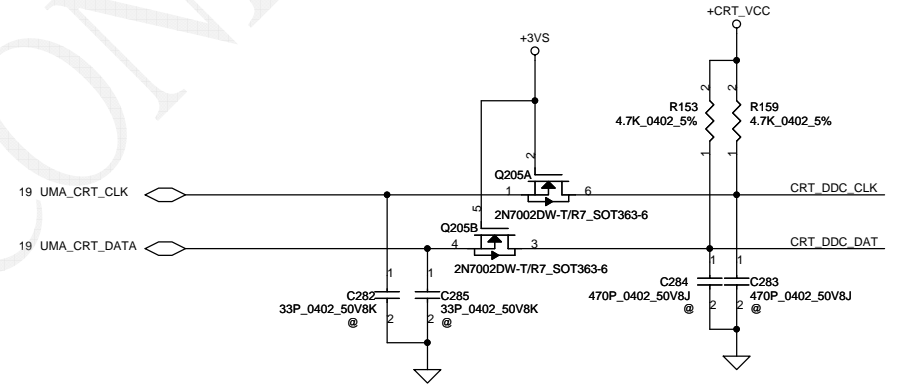 +CRT_VCC
+3VS
2
2
R153
4.7K_0402_5%
R159
4.7K_0402_5%
1
1
2
Q205A
19 UMA_CRT_CLK
1
6
CRT_DDC_CLK
2N7002DW-T/R7_SOT363-6
5
Q205B
19 UMA_CRT_DATA
4
3
CRT_DDC_DAT
2N7002DW-T/R7_SOT363-6
1
1
C282
33P_0402_50V8K
@
2
C285
33P_0402_50V8K
@
2
1
1
C284
470P_0402_50V8J
@
2
C283
470P_0402_50V8J
@
2
CON